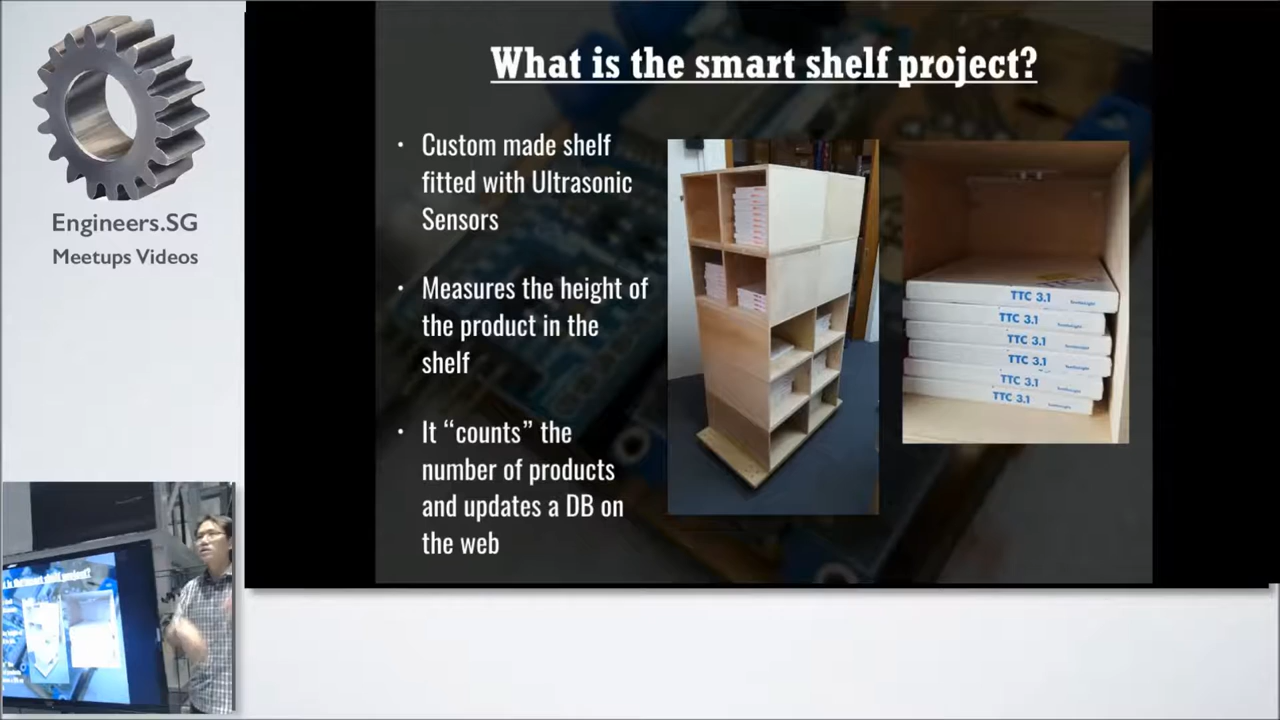 Engineers.SG
Meetups Videos
What is the smart shelf project?
• Custom made shelf
fitted with Ultrasonic
Sensors
• Measures the height of
the product in the
shelf
• It “counts” the
number of products
and updates a DB on
the web
TTC 3.1
TTC 3.1
TTC 3.1
TTC 3.1
TTC 3.1
TTC 3.1